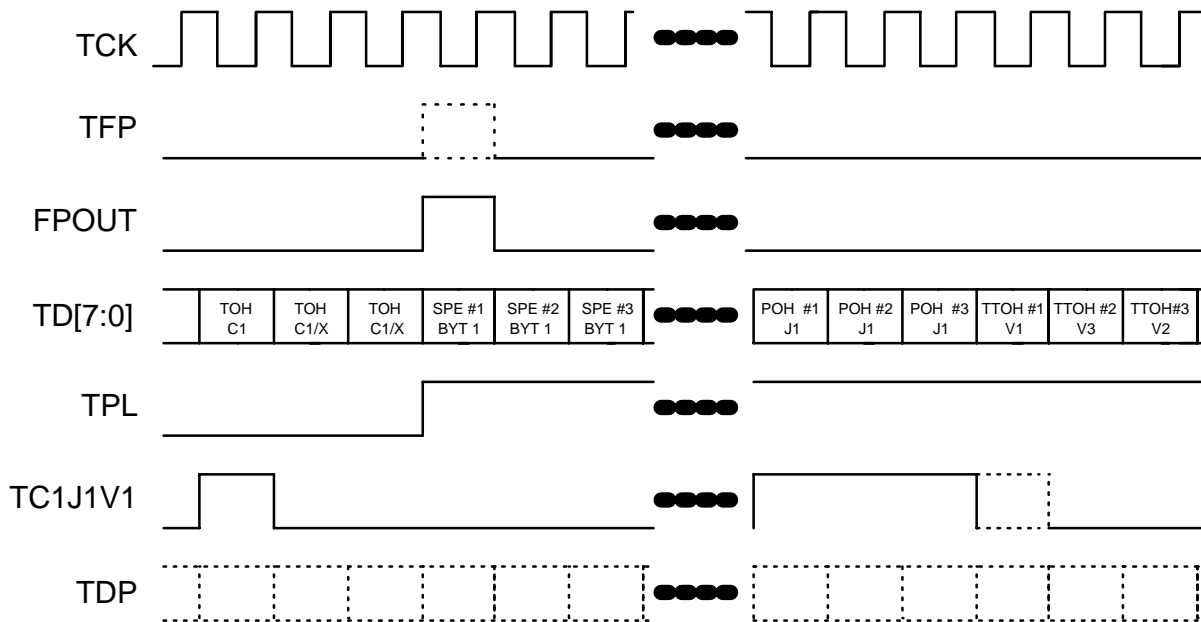 TCK
TFP
FPOUT
TD[7:0]
TOH TOH TOH SPE #1 SPE #2 SPE #3 POH #1 POH #2 POH #3 TTOH #1 TTOH #2 TTOH#3
C1 C1/X C1/X BYT 1 BYT 1 BYT 1 J1 J1 J1 V1 V3 V2
TPL
TC1J1V1
TDP